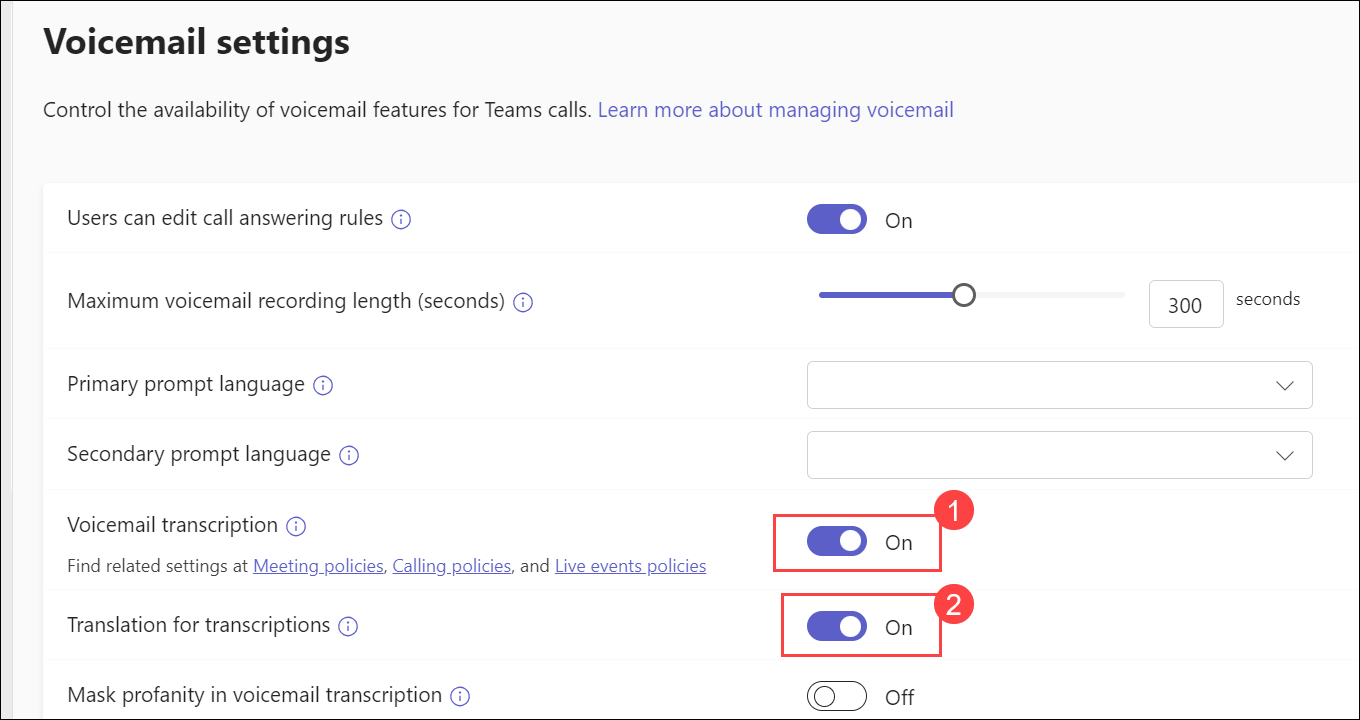 Voicemail settings
Control the availability of voicemail features for Teams calls. Learn more about managing voicemail
Users can edit call answering rules
On
Maximum voicemail recording length (seconds)
300
seconds
Primary prompt language
Secondary prompt language
Voicemail transcription
1
On
Find related settings at Meeting policies, Calling policies, and Live events policies
2
Translation for transcriptions
On
Mask profanity in voicemail transcription
Off